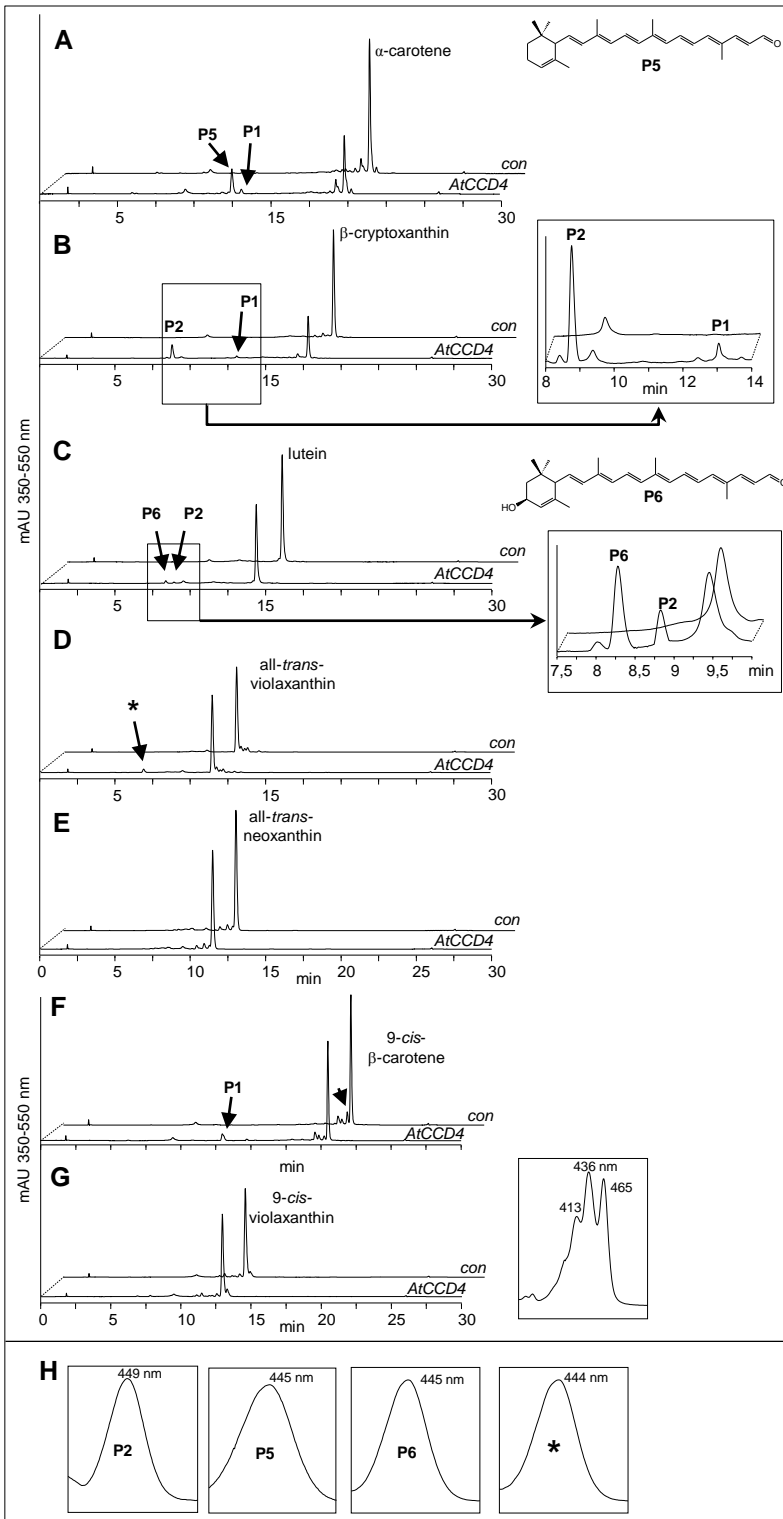 A
α-carotene
P5
P1
O
P5
con
AtCCD4
5 15 30
B
β-cryptoxanthin
P2
P1
con
AtCCD4
5 15 30
P2
P1
8 10 12 14
min
mAU 350-550 nm
C
lutein
P6 P2
con
AtCCD4
5 15 30
O
HO
P6
P6
P2
7,5 8 8,5 9 9,5 min
D
all-trans-
violaxanthin
*
con
AtCCD4
5 15 30
E
all-trans-
neoxanthin
con
AtCCD4
0 5 10 15 20 25 30
min
F
9-cis-
β-carotene
P1
con
AtCCD4
min
mAU 350-550 nm
G
9-cis-
violaxanthin
con
AtCCD4
0 5 10 15 20 25 30
min
436 nm
413
465
H
449 nm
P2
445 nm
P5
445 nm
P6
444 nm
*